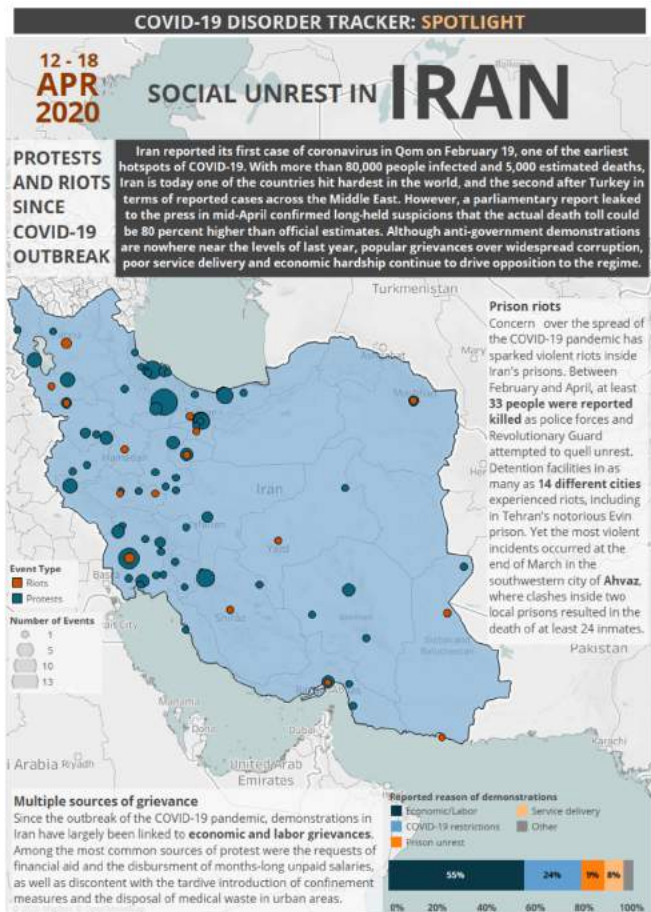 COVID-19 DISORDER TRACKER: SPOTLIGHT
12 - 18
APR
2020
SOCIAL UNREST IN IRAN
PROTESTS
AND RIOTS
SINCE
COVID-19
OUTBREAK
Iran reported its first case of coronavirus in Qom on February 19, one of the earliest
hotspots of COVID-19. With more than 80,000 people infected and 5,000 estimated deaths,
Iran is today one of the countries hit hardest in the world, and the second after Turkey in
terms of reported cases across the Middle East. However, a parliamentary report leaked
to the press in mid-April confirmed long-held suspicions that the actual death toll could
be 80 percent higher than official estimates. Although anti-government demonstrations
are nowhere near the levels of last year, popular grievances over widespread corruption,
poor service delivery and economic hardship continue to drive opposition to the regime.
Turkmenistan
Mary
Prison riots
Concern over the spread of
the COVID-19 pandemic has
sparked violent riots inside
Iran's prisons. Between
February and April, at least
33 people were reported
killed as police forces and
Revolutionary Guard
attempted to quell unrest.
Detention facilities in as
many as 14 different cities
experienced riots, including
in Tehran's notorious Evin
prison. Yet the most violent
incidents occurred at the
end of March in the
southwestern city of Ahvaz,
where clashes inside two
local prisons resulted in the
death of at least 24 inmates.
Hamedan
Iran
Yazd
Shiraz
Kerman
Pakistan
Karachi
Event Type
Riots
Protests
Number of Events
1
5
10
13
Manama
Doha
Dubai
Riyadh
United Arab
Emirates
Multiple sources of grievance
Since the outbreak of the COVID-19 pandemic, demonstrations in
Iran have largely been linked to economic and labor grievances.
Among the most common sources of protest were the requests of
financial aid and the disbursment of months-long unpaid salaries,
as well as discontent with the tardive introduction of confinement
measures and the disposal of medical waste in urban areas.
Reported reason of demonstrations
Economic/Labor
Service delivery
COVID-19 restrictions
Other
Prison unrest
55% 24% 9% 8%
0% 20% 40% 60% 80% 100%